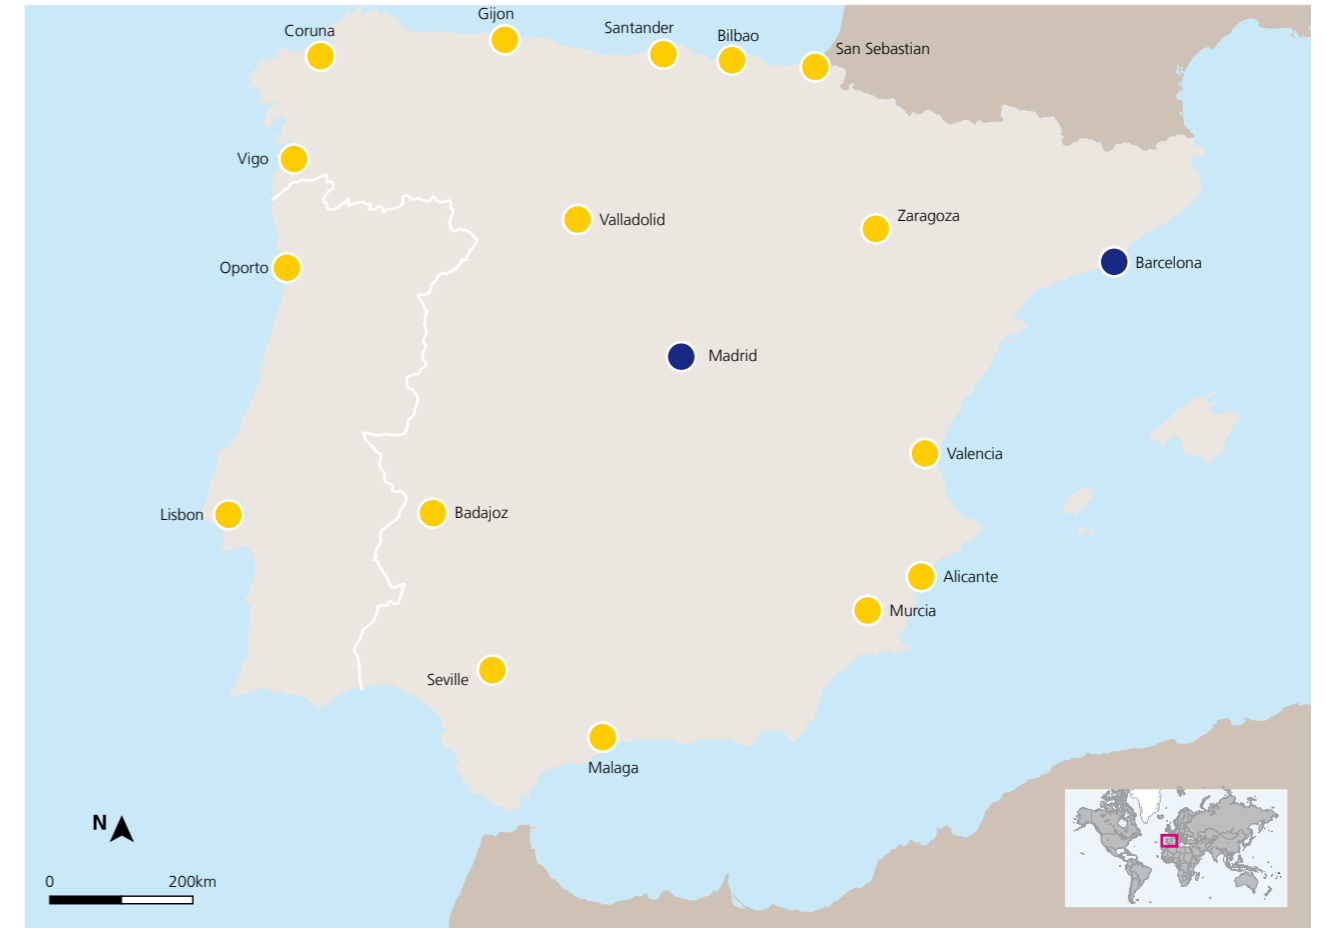 Gijon
Coruna
Santander
Bilbao
San Sebastian
Vigo
Valladolid
Zaragoza
Oporto
Barcelona
Madrid
Valencia
Lisbon
Badajoz
Alicante
Murcia
Seville
Malaga
N
0 200km